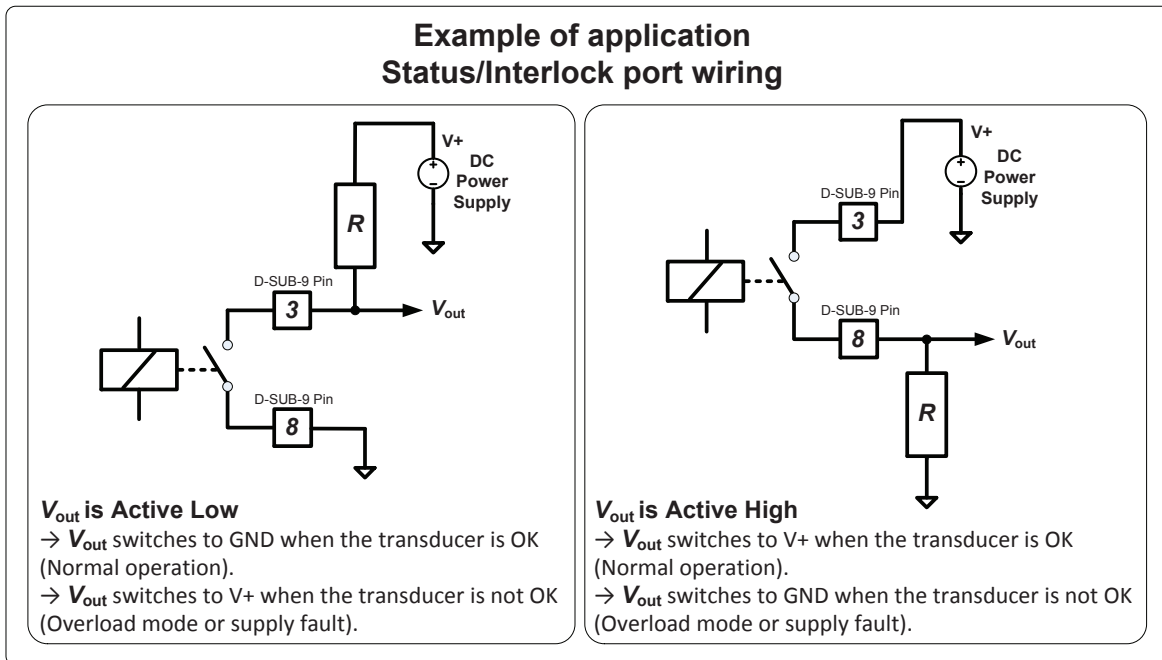 Example of application
Status/Interlock port wiring
V+
DC
Power
Supply
R
D-SUB-9 Pin
3
Vout
D-SUB-9 Pin
8
Vout is Active Low
→ Vout switches to GND when the transducer is OK
(Normal operation).
→ Vout switches to V+ when the transducer is not OK
(Overload mode or supply fault).
V+
DC
Power
Supply
D-SUB-9 Pin
3
D-SUB-9 Pin
8
Vout
R
Vout is Active High
→ Vout switches to V+ when the transducer is OK
(Normal operation).
→ Vout switches to GND when the transducer is not OK
(Overload mode or supply fault).